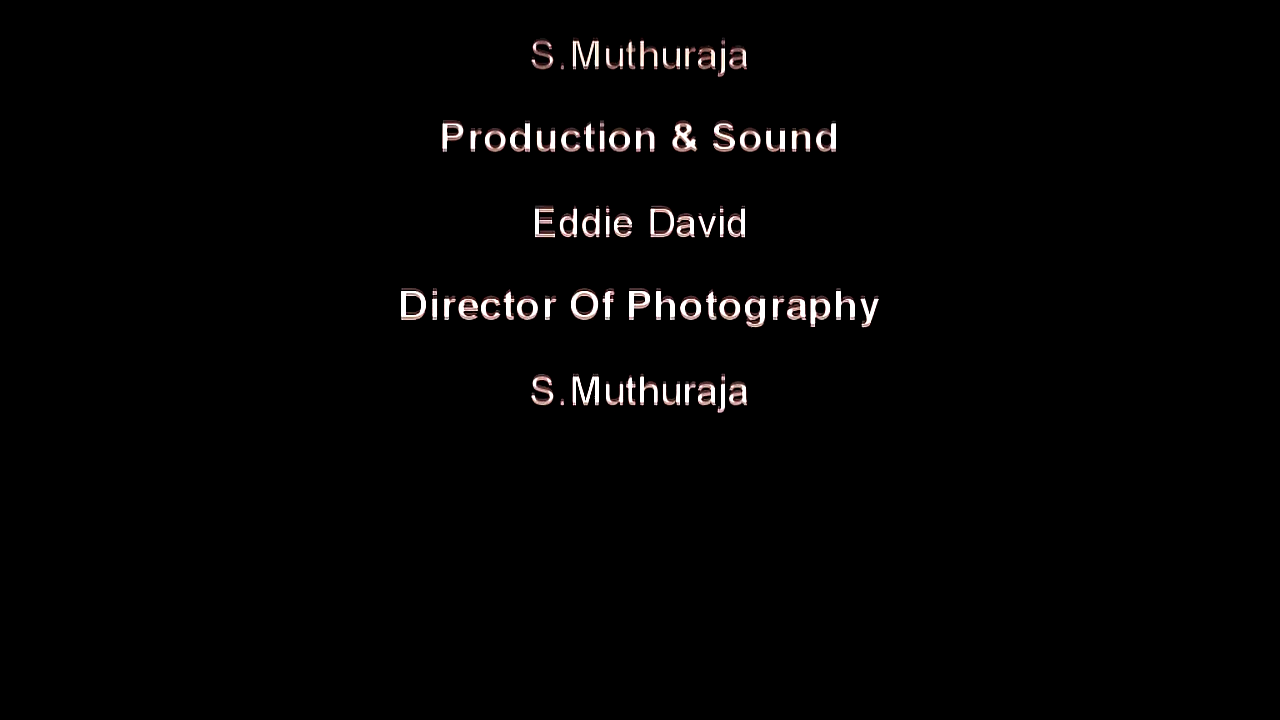 S.Muthuraja
Production & Sound
Eddie David
Director Of Photography
S.Muthuraja